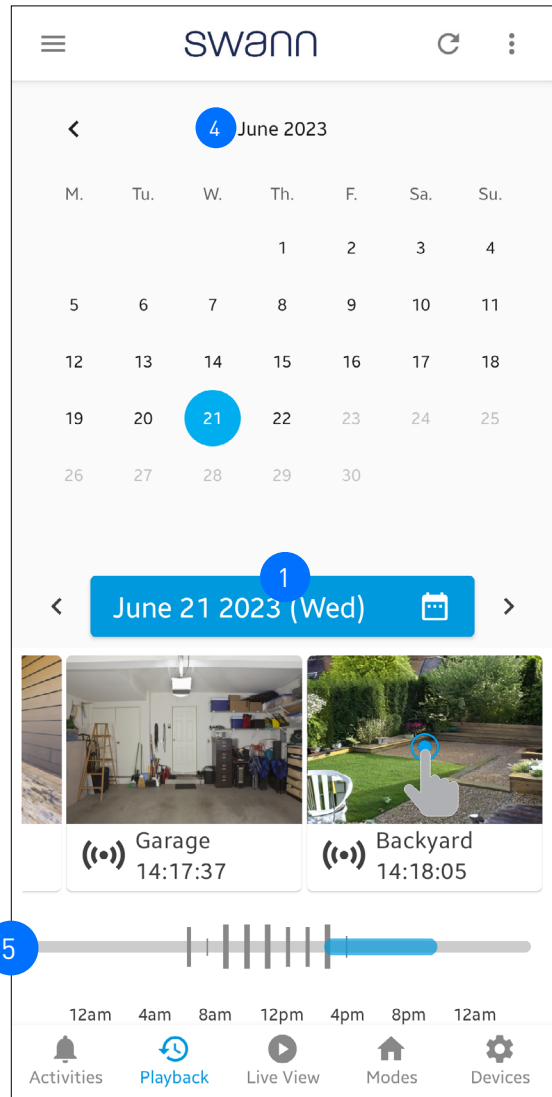 swann
4 June 2023
M. Tu. W. Th. F. Sa. Su.
1 2 3 4
5 6 7 8 9 10 11
12 13 14 15 16 17 18
19 20 21 22 23 24 25
26 27 28 29 30
1
June 21 2023 (Wed)
Garage
14:17:37
Backyard
14:18:05
5
12am 4am 8am 12pm 4pm 8pm 12am
Activities Playback Live View Modes Devices